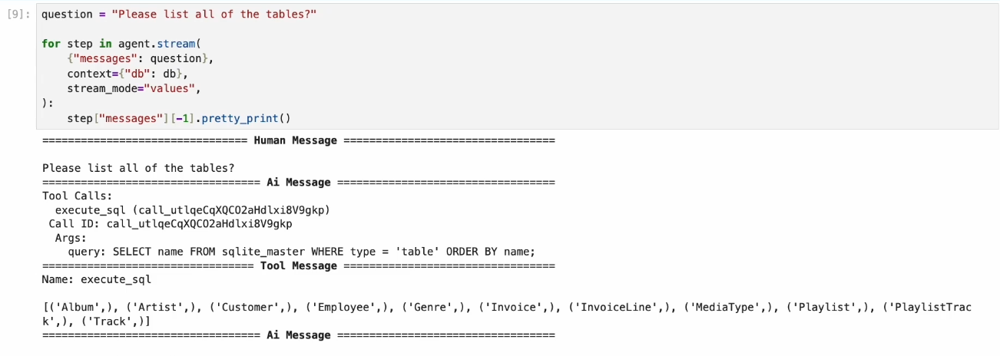 [9]: question = "Please list all of the tables?"
for step in agent.stream(
    {"messages": question},
    context={"db": db},
    stream_mode="values",
):
    step["messages"][-1].pretty_print()
================================ Human Message =================================
Please list all of the tables?
================================== Ai Message ==================================
Tool Calls:
  execute_sql (call_utlqeCqXQCO2aHdlxi8V9gkp)
 Call ID: call_utlqeCqXQCO2aHdlxi8V9gkp
  Args:
    query: SELECT name FROM sqlite_master WHERE type = 'table' ORDER BY name;
================================= Tool Message =================================
Name: execute_sql
[('Album',), ('Artist',), ('Customer',), ('Employee',), ('Genre',), ('Invoice',), ('InvoiceLine',), ('MediaType',), ('Playlist',), ('PlaylistTrac
k',), ('Track',)]
================================== Ai Message ==================================